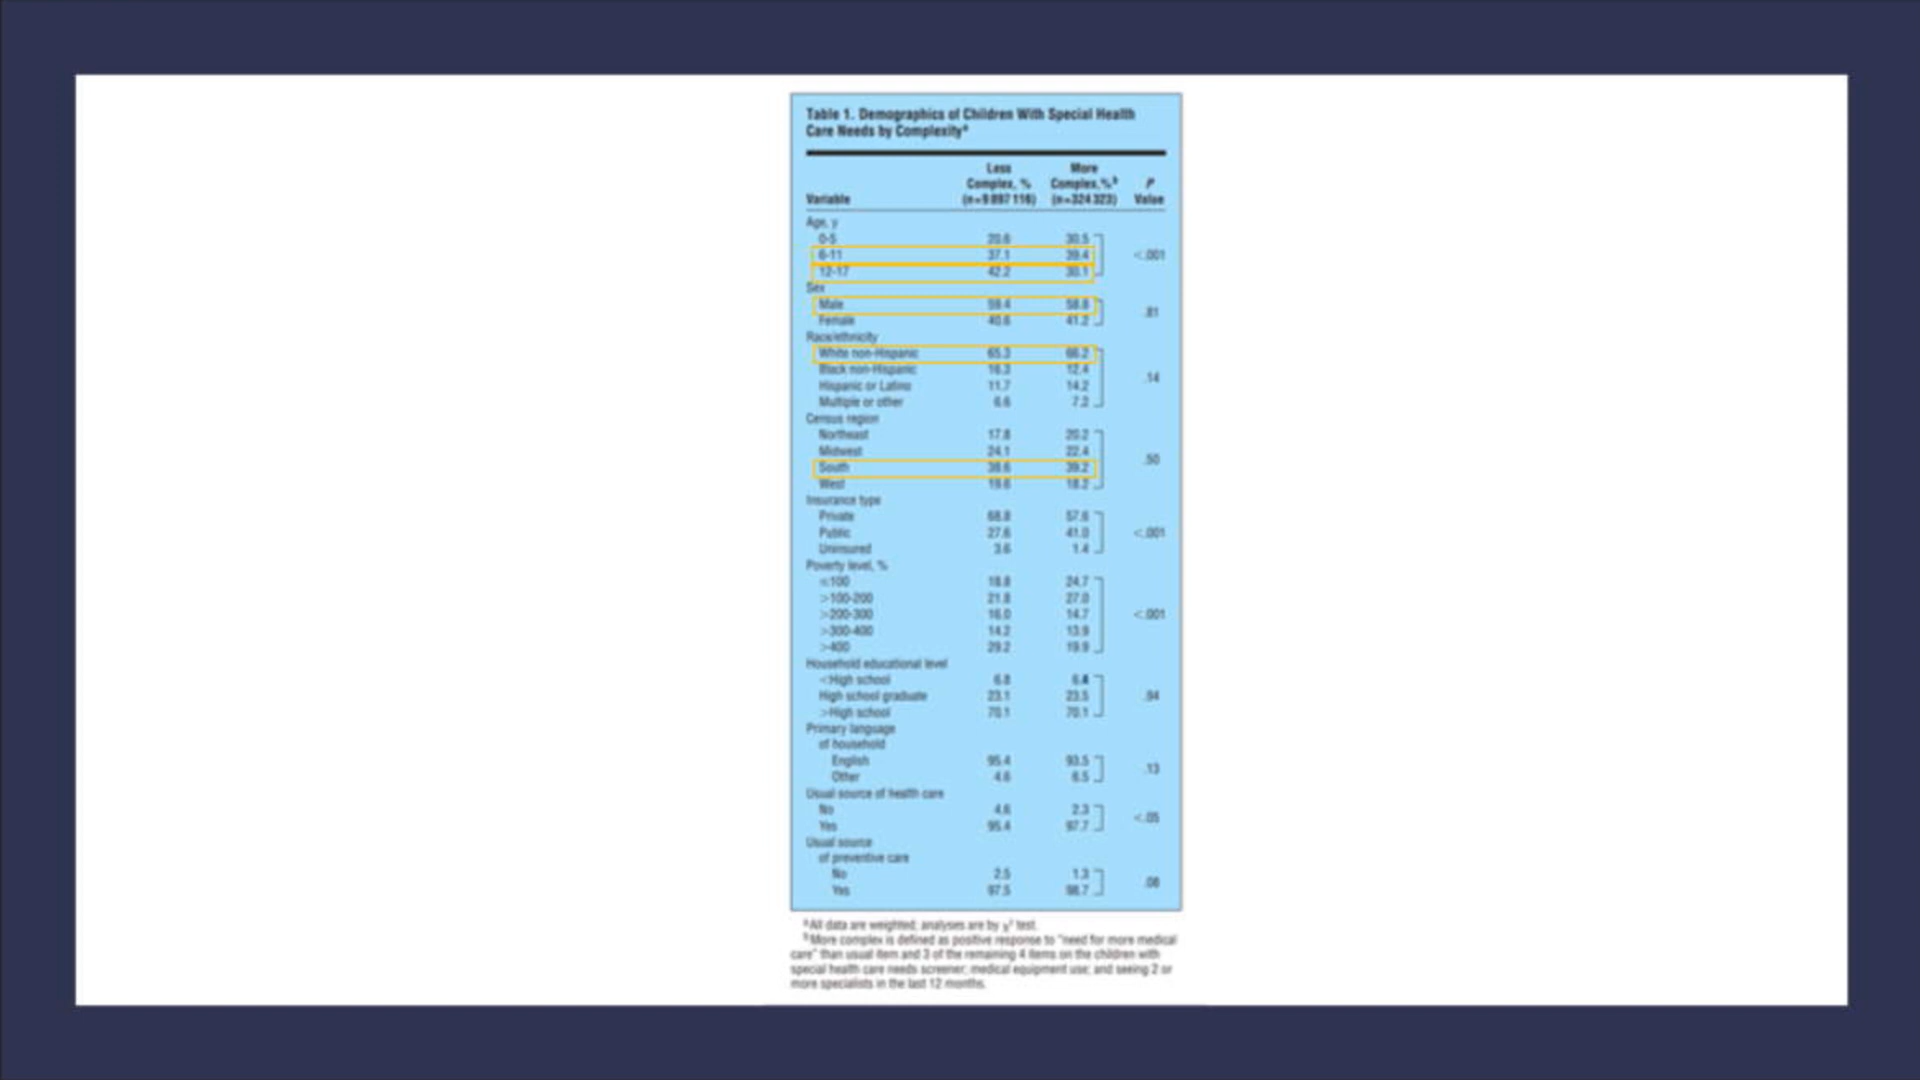 Table 1. Demographics of Children With Special Health
Care Needs by Complexityᵃ
Less More
Complex, % Complex, %ᵇ P
Variable (n=9 897 116) (n=324 323) Value
Age, y
0-5 20.6 30.5
6-11 37.1 39.4 <.001
12-17 42.2 30.1
Sex
Male 59.4 58.8 .81
Female 40.6 41.2
Race/ethnicity
White non-Hispanic 65.3 66.2
Black non-Hispanic 16.3 12.4 .14
Hispanic or Latino 11.7 14.2
Multiple or other 6.6 7.2
Census region
Northeast 17.8 20.2
Midwest 24.1 22.4 .50
South 38.6 39.2
West 19.6 18.2
Insurance type
Private 68.8 57.6
Public 27.6 41.0 <.001
Uninsured 3.6 1.4
Poverty level, %
≤100 18.8 24.7
>100-200 21.8 27.0
>200-300 16.0 14.7 <.001
>300-400 14.2 13.9
>400 29.2 19.9
Household educational level
<High school 6.8 6.4
High school graduate 23.1 23.5 .94
>High school 70.1 70.1
Primary language
of household
English 95.4 93.5 .13
Other 4.6 6.5
Usual source of health care
No 4.6 2.3 <.05
Yes 95.4 97.7
Usual source
of preventive care
No 2.5 1.3 .08
Yes 97.5 98.7
ᵃAll data are weighted; analyses are by χ² test.
ᵇMore complex is defined as positive response to "need for more medical
care" than usual item and 3 of the remaining 4 items on the children with
special health care needs screener; medical equipment use; and seeing 2 or
more specialists in the last 12 months.